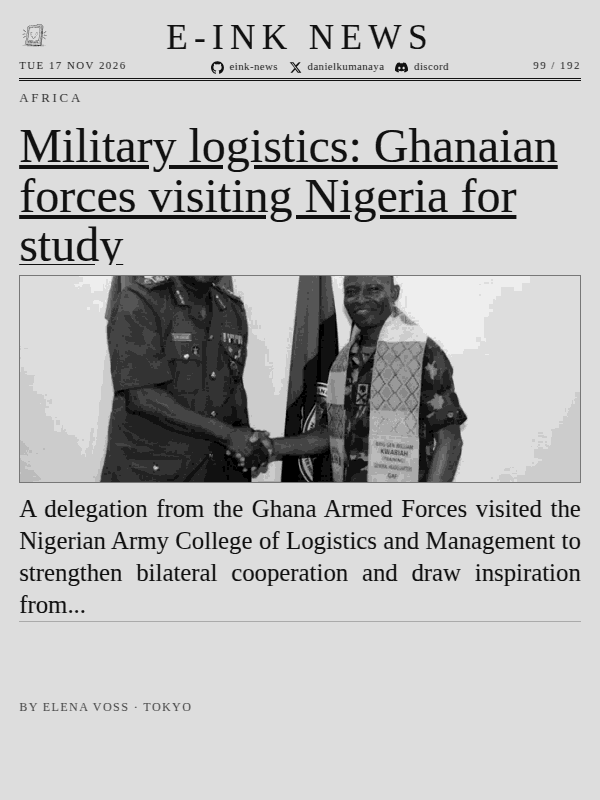 E-INK NEWS
TUE 17 NOV 2026
eink-news
danielkumanaya
discord
99 / 192
AFRICA
Military logistics: Ghanaian
forces visiting Nigeria for
study
KWARIAH
A delegation from the Ghana Armed Forces visited the
Nigerian Army College of Logistics and Management to
strengthen bilateral cooperation and draw inspiration
from...
BY ELENA VOSS · TOKYO